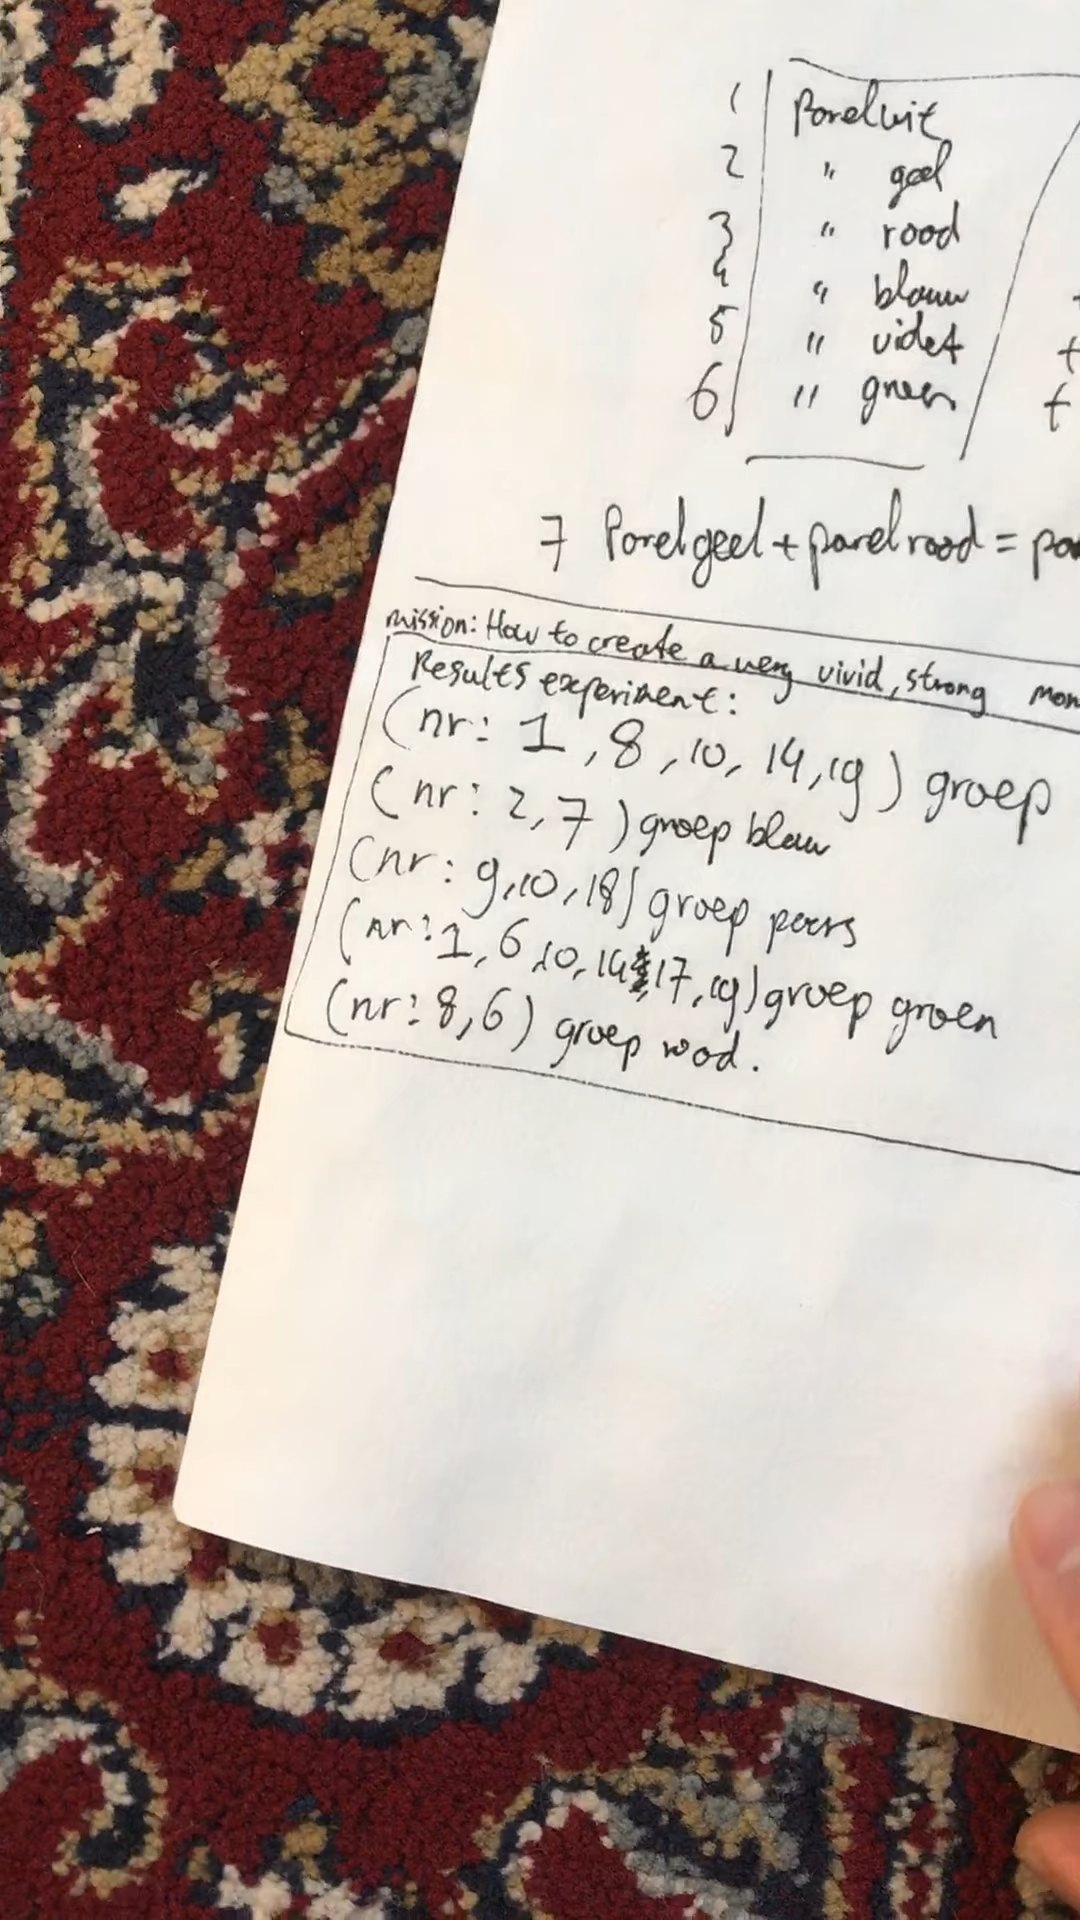 1 Parelwit
2 " geel
3 " rood
4 " blauw
5 " violet
6 " groen
7 Parelgeel + parelrood =
mission: How to create a very vivid, strong
Results experiment:
(nr: 1, 8, 10, 14, 19) groep
(nr: 2, 7) groep blauw
(nr: 9, 10, 18) groep paars
(nr: 1, 6, 10, 14, 17, 19) groep groen
(nr: 8, 6) groep rood.